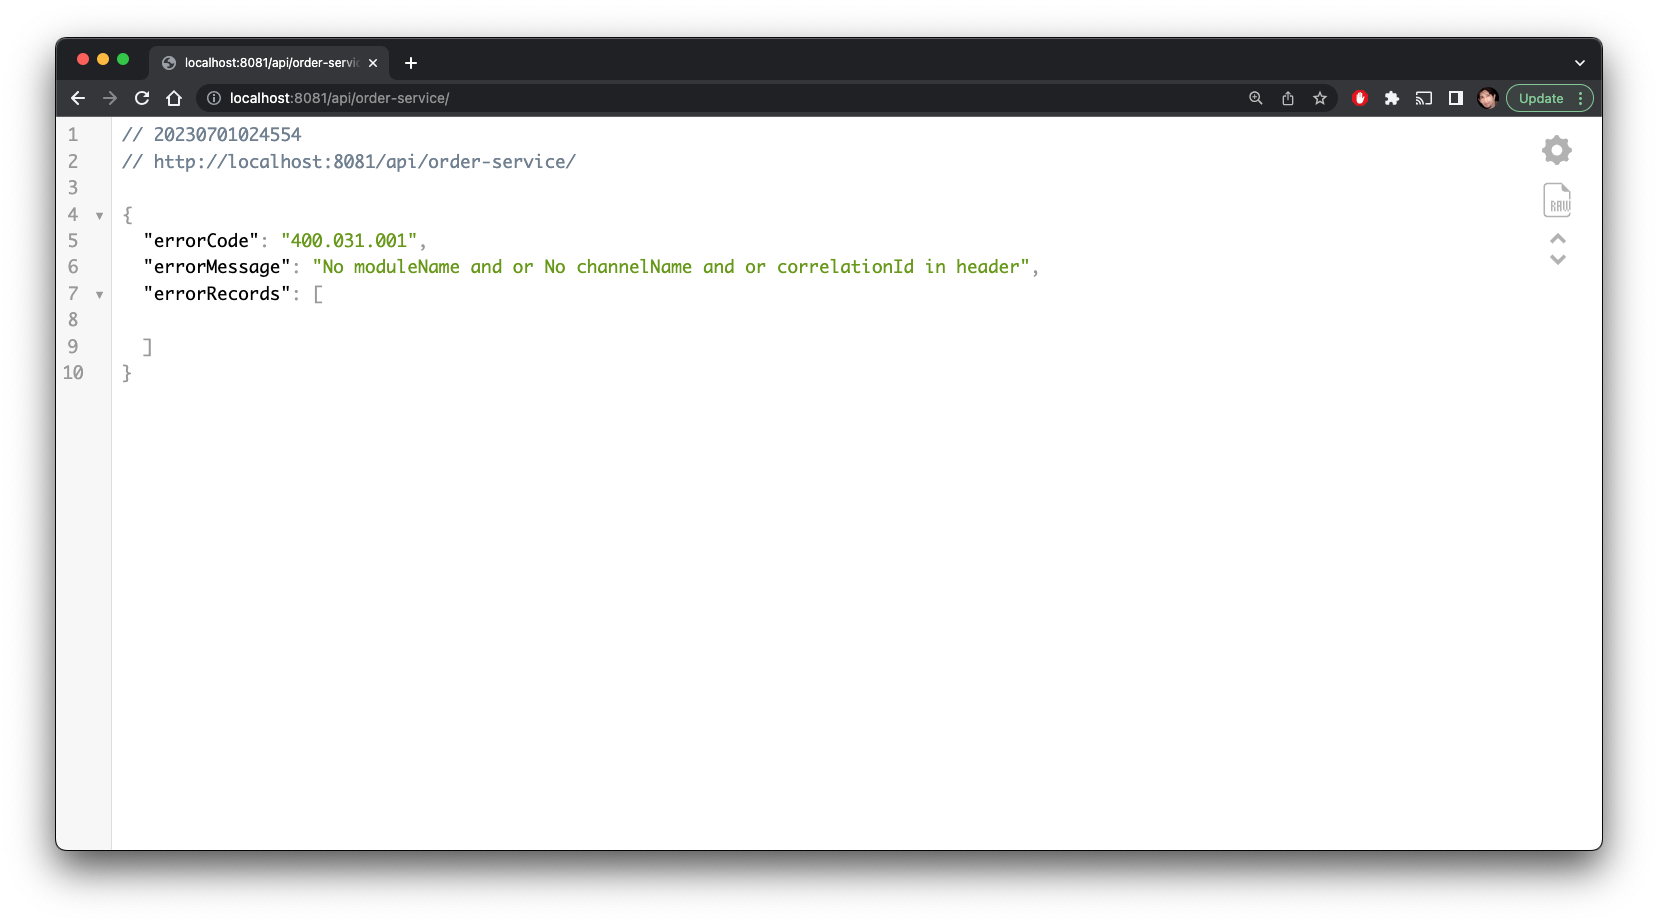 localhost:8081/api/order-servi
localhost:8081/api/order-service/
Update
1 // 20230701024554
2 // http://localhost:8081/api/order-service/
3
4 {
5 "errorCode": "400.031.001",
6 "errorMessage": "No moduleName and or No channelName and or correlationId in header",
7 "errorRecords": [
8
9 ]
10 }
RAW